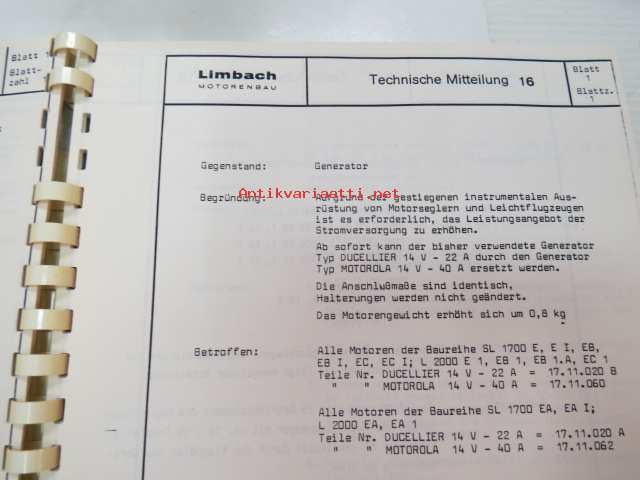 Blatt 1
Blatt-
zahl 1
Limbach
MOTORENBAU
Technische Mitteilung 16
Blatt
1
Blattz.
1
Gegenstand: Generator
Antikvariaatti.net
Begründung: Aufgrund der gestiegenen instrumentalen Aus-
rüstung von Motorseglern und Leichtflugzeugen
ist es erforderlich, das Leistungsangebot der
Stromversorgung zu erhöhen.
Ab sofort kann der bisher verwendete Generator
Typ DUCELLIER 14 V - 22 A durch den Generator
Typ MOTOROLA 14 V - 40 A ersetzt werden.
Die Anschlußmaße sind identisch,
Halterungen werden nicht geändert.
Das Motorengewicht erhöht sich um 0,8 kg
Betroffen: Alle Motoren der Baureihe SL 1700 E, E I, EB,
EB I, EC, EC I; L 2000 E 1, EB 1, EB 1.A, EC 1
Teile Nr. DUCELLIER 14 V - 22 A = 17.11.020 B
" " MOTOROLA 14 V - 40 A = 17.11.060
Alle Motoren der Baureihe SL 1700 EA, EA I;
L 2000 EA, EA 1
Teile Nr. DUCELLIER 14 V - 22 A = 17.11.020 A
" " MOTOROLA 14 V - 40 A = 17.11.062